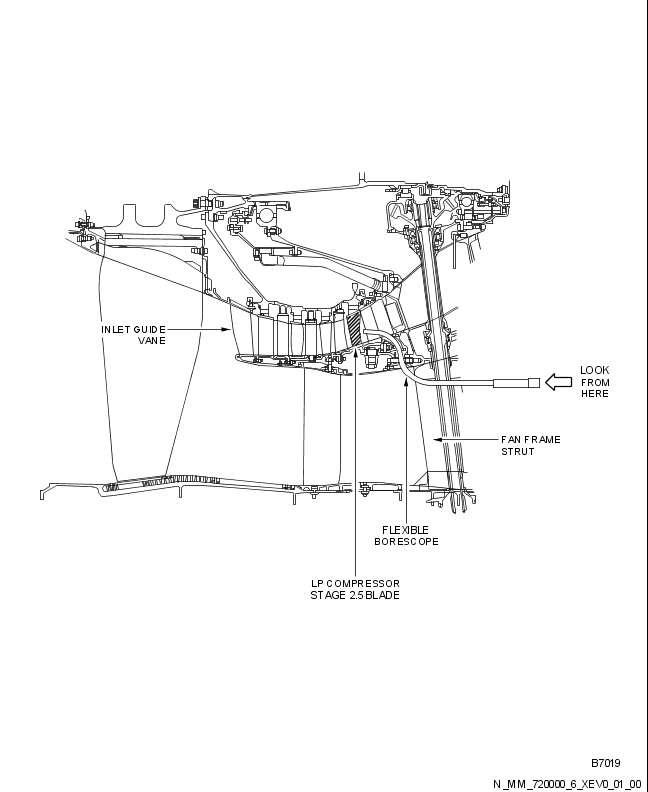 INLET GUIDE
VANE
LOOK
FROM
HERE
FAN FRAME
STRUT
FLEXIBLE
BORESCOPE
LP COMPRESSOR
STAGE 2.5 BLADE
B7019
N_MM_720000_6_XEV0_01_00